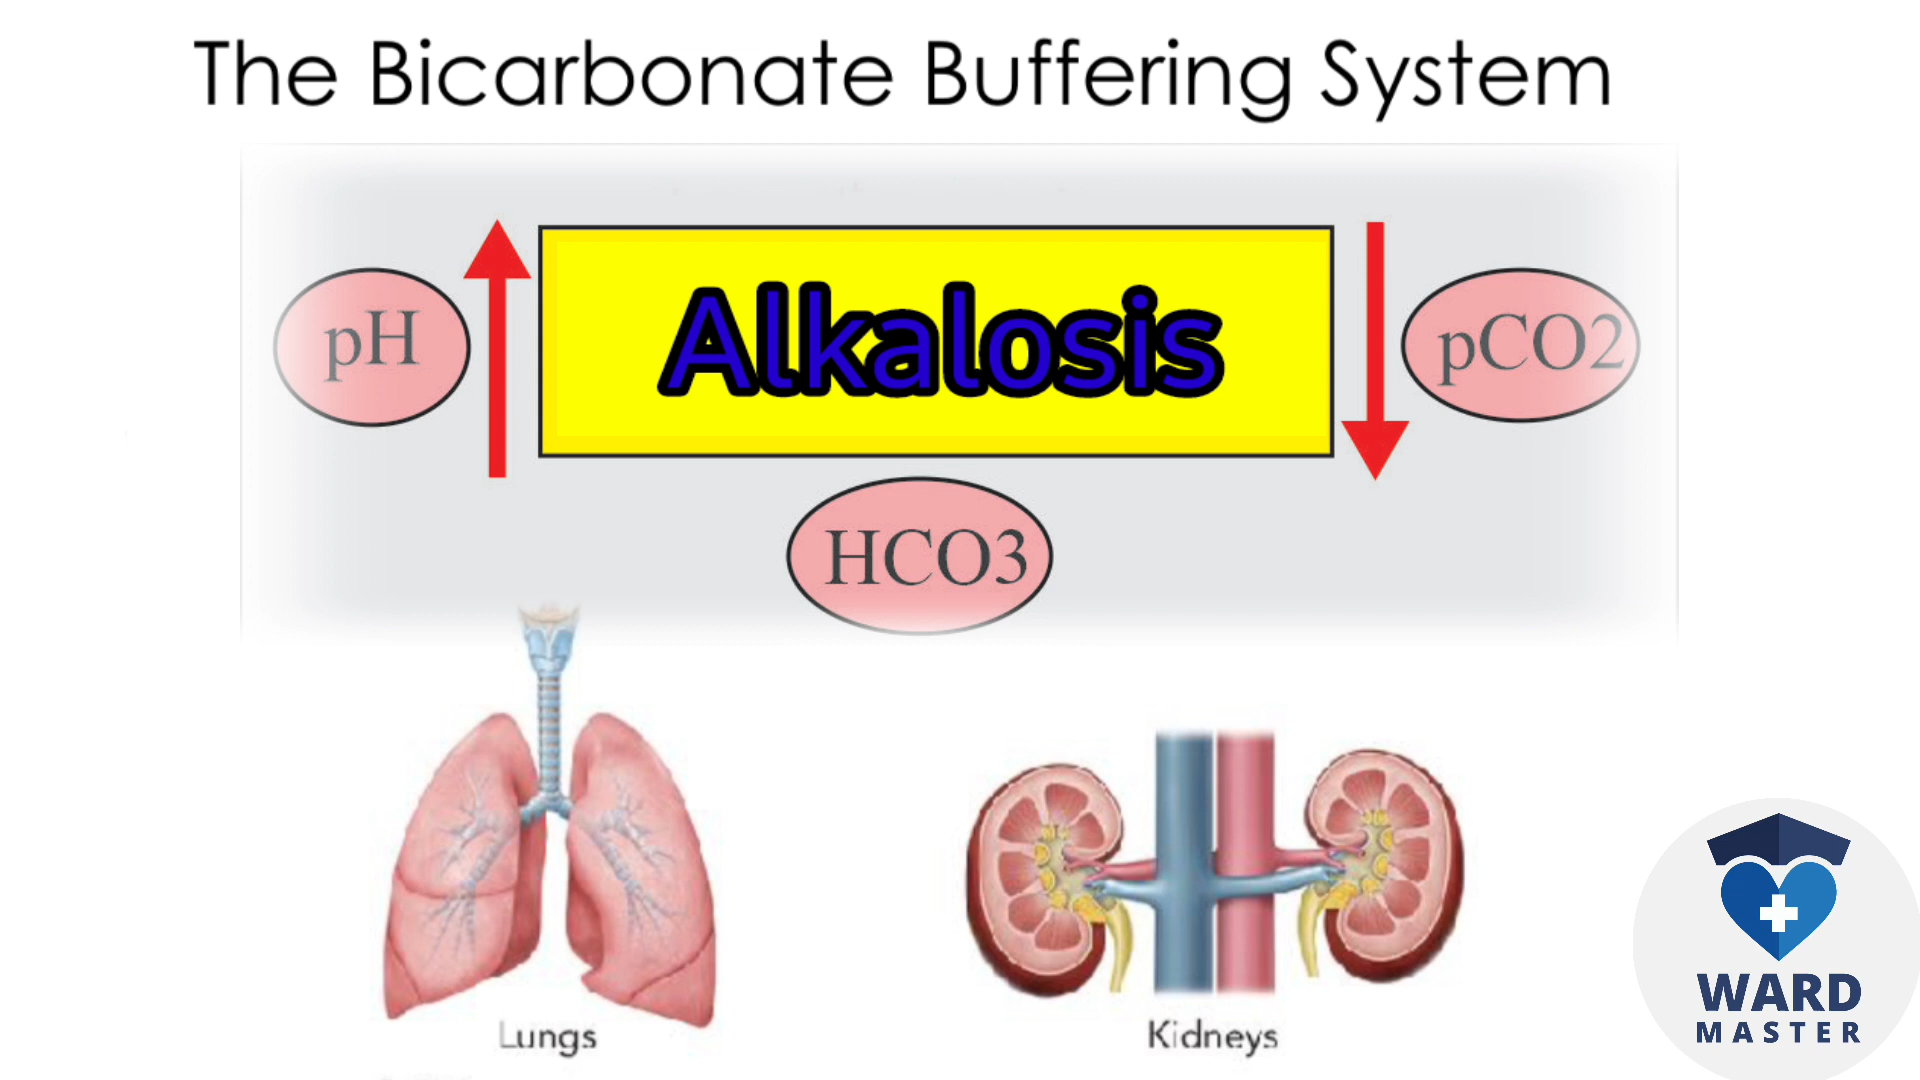 The Bicarbonate Buffering System
pH
Alkalosis
pCO2
HCO3
Lungs
Kidneys
WARD
MASTER